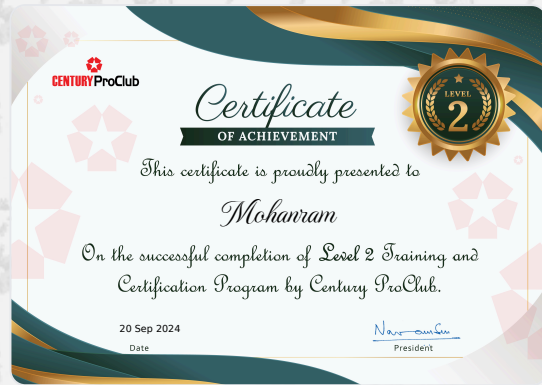 CENTURY ProClub
LEVEL
2
Certificate
OF ACHIEVEMENT
This certificate is proudly presented to
Mohanram
On the successful completion of Level 2 Training and
Certification Program by Century ProClub.
20 Sep 2024
Date
President